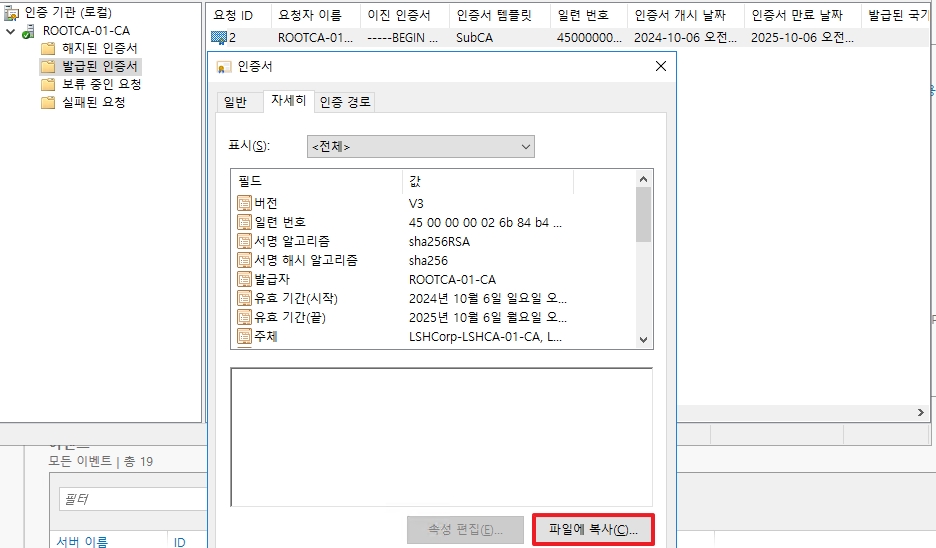 인증 기관 (로컬)
ROOTCA-01-CA
해지된 인증서
발급된 인증서
보류 중인 요청
실패된 요청
요청 ID 요청자 이름 이진 인증서 인증서 템플릿 일련 번호 인증서 개시 날짜 인증서 만료 날짜 발급된 국가
2 ROOTCA-01... -----BEGIN ... SubCA 45000000... 2024-10-06 오전... 2025-10-06 오전...
인증서
일반 자세히 인증 경로
표시(S): <전체>
필드 값
버전 V3
일련 번호 45 00 00 00 02 6b 84 b4 ...
서명 알고리즘 sha256RSA
서명 해시 알고리즘 sha256
발급자 ROOTCA-01-CA
유효 기간(시작) 2024년 10월 6일 일요일 오...
유효 기간(끝) 2025년 10월 6일 월요일 오...
주체 LSHCorp-LSHCA-01-CA, L...
속성 편집(E)... 파일에 복사(C)...
모든 이벤트 | 총 19
필터
서버 이름 ID